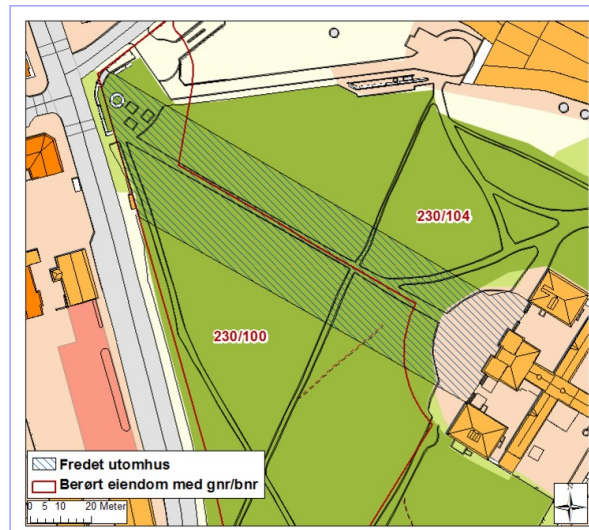 230/104
230/100
Fredet utomhus
Berørt eiendom med gnr/bnr
0 5 10 20 Meter
N